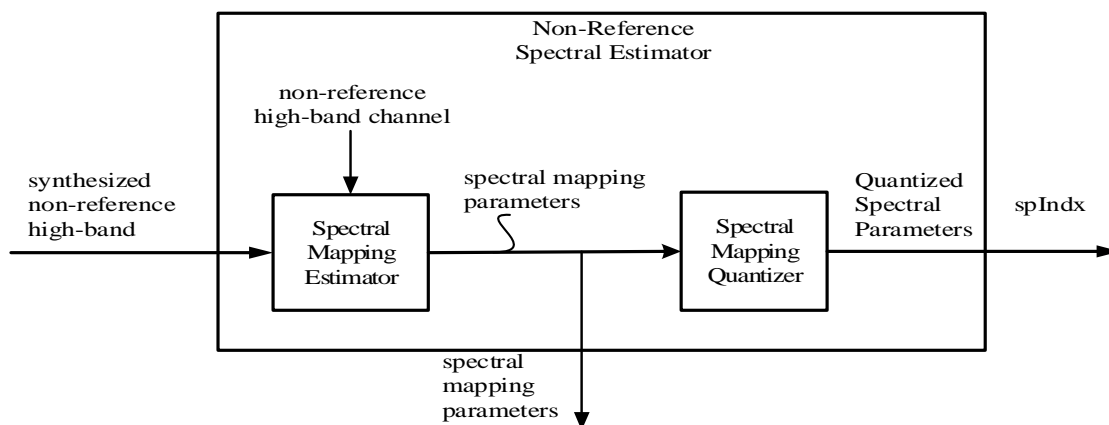 Non-Reference
Spectral Estimator
non-reference
high-band channel
synthesized
non-reference
high-band
Spectral
Mapping
Estimator
spectral mapping
parameters
Spectral
Mapping
Quantizer
Quantized
Spectral
Parameters
spIndx
spectral
mapping
parameters